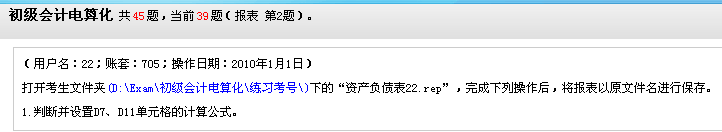 初级会计电算化 共45题，当前39题(报表 第2题)。
(用户名：22；账套：705；操作日期：2010年1月1日)
打开考生文件夹(D:\Exam\初级会计电算化\练习考号\)下的“资产负债表22.rep”，完成下列操作后，将报表以原文件名进行保存。
1.判断并设置D7、D11单元格的计算公式。